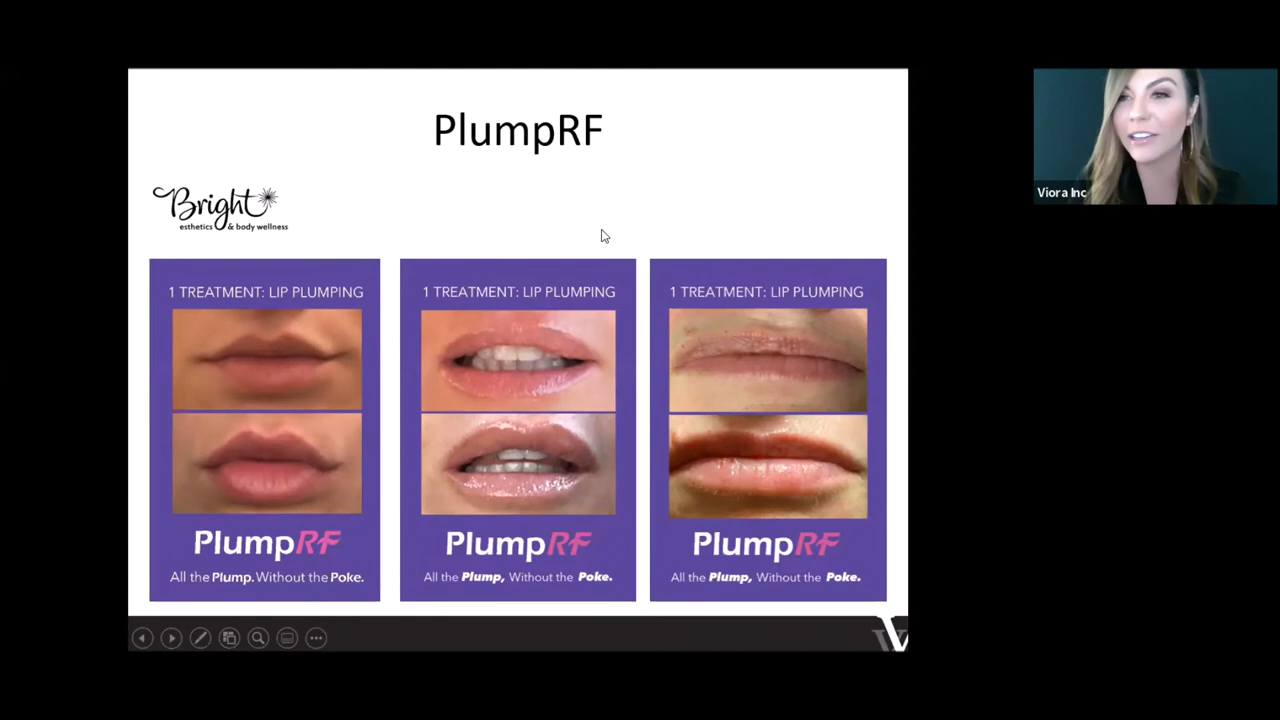 PlumpRF
Viora Inc
Bright
esthetics & body wellness
1 TREATMENT: LIP PLUMPING
PlumpRF
All the Plump. Without the Poke.
1 TREATMENT: LIP PLUMPING
PlumpRF
All the Plump, Without the Poke.
1 TREATMENT: LIP PLUMPING
PlumpRF
All the Plump, Without the Poke.
V